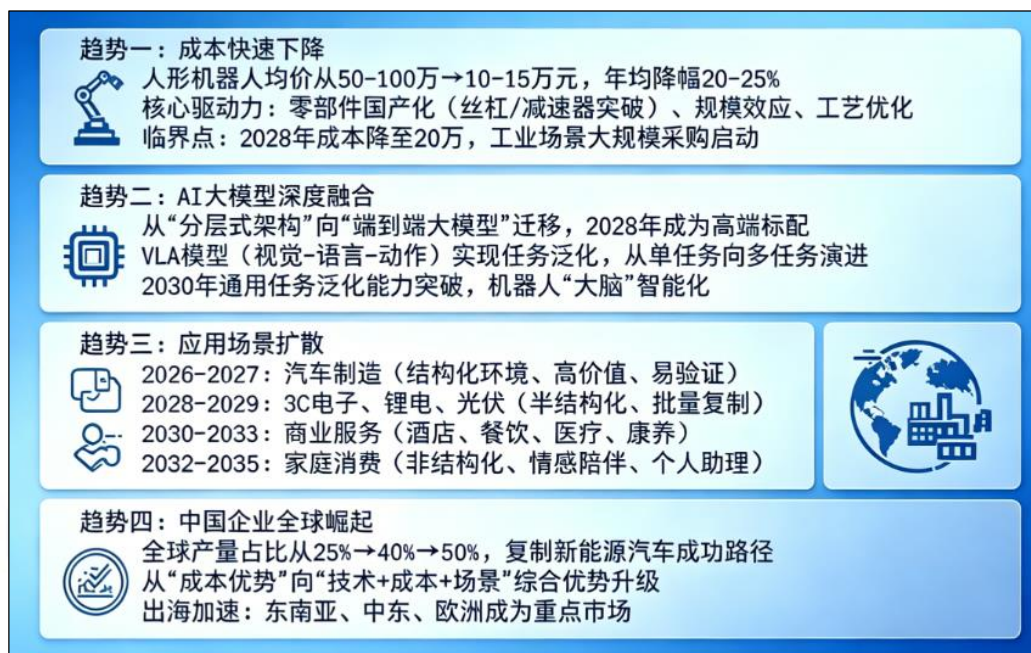 趋势一：成本快速下降
人形机器人均价从50-100万→10-15万元，年均降幅20-25%
核心驱动力：零部件国产化（丝杠/减速器突破）、规模效应、工艺优化
临界点：2028年成本降至20万，工业场景大规模采购启动
趋势二：AI大模型深度融合
从“分层式架构”向“端到端大模型”迁移，2028年成为高端标配
VLA模型（视觉-语言-动作）实现任务泛化，从单任务向多任务演进
2030年通用任务泛化能力突破，机器人“大脑”智能化
趋势三：应用场景扩散
2026-2027：汽车制造（结构化环境、高价值、易验证）
2028-2029：3C电子、锂电、光伏（半结构化、批量复制）
2030-2033：商业服务（酒店、餐饮、医疗、康养）
2032-2035：家庭消费（非结构化、情感陪伴、个人助理）
趋势四：中国企业全球崛起
全球产量占比从25%→40%→50%，复制新能源汽车成功路径
从“成本优势”向“技术+成本+场景”综合优势升级
出海加速：东南亚、中东、欧洲成为重点市场